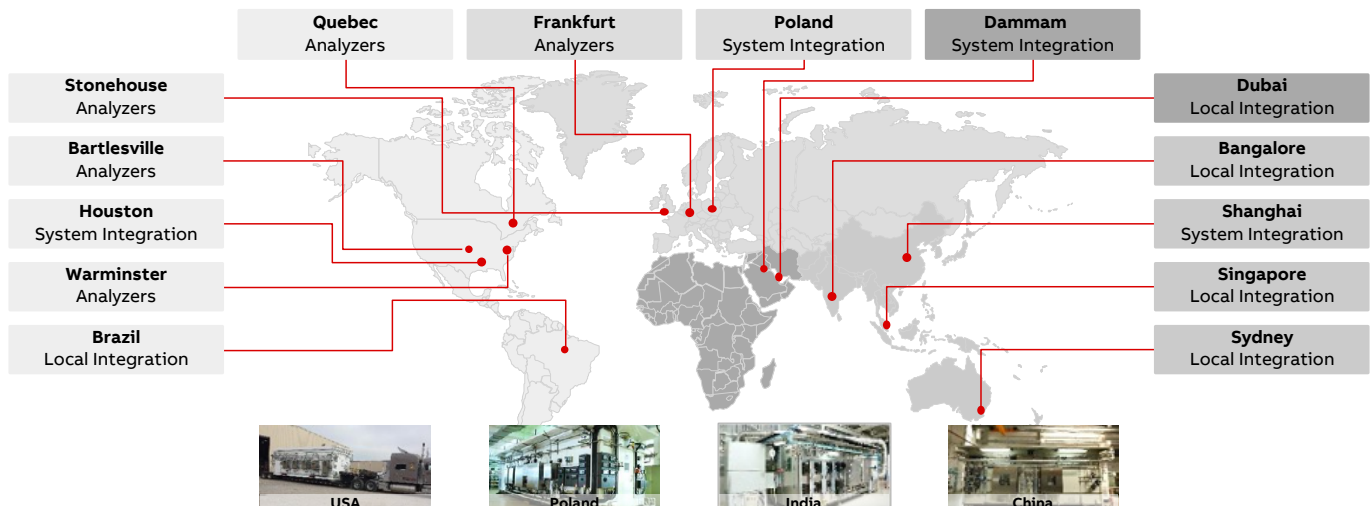 Quebec
Analyzers
Frankfurt
Analyzers
Poland
System Integration
Dammam
System Integration
Stonehouse
Analyzers
Bartlesville
Analyzers
Houston
System Integration
Warminster
Analyzers
Brazil
Local Integration
Dubai
Local Integration
Bangalore
Local Integration
Shanghai
System Integration
Singapore
Local Integration
Sydney
Local Integration
USA
Poland
India
China